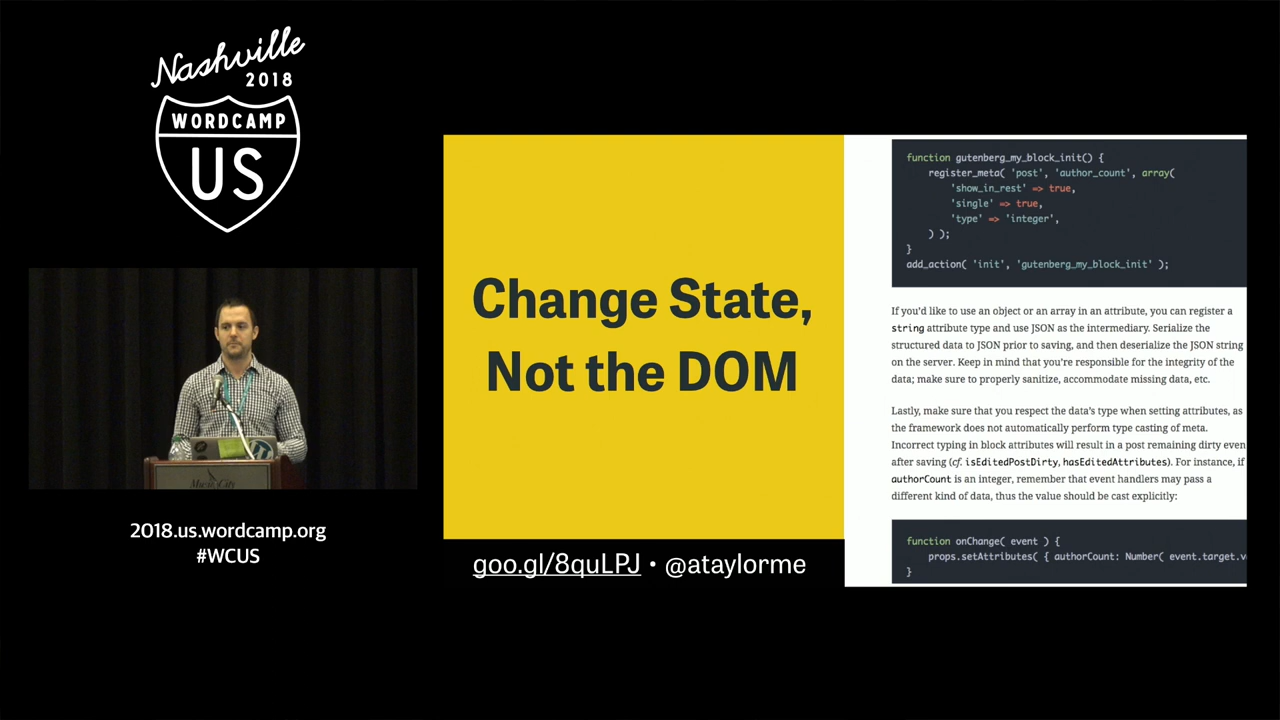 Nashville
2018
WORDCAMP
US
2018.us.wordcamp.org
#WCUS
Change State,
Not the DOM
goo.gl/8quLPJ • @ataylorme
function gutenberg_my_block_init() {
register_meta( 'post', 'author_count', array(
'show_in_rest' => true,
'single' => true,
'type' => 'integer',
) );
}
add_action( 'init', 'gutenberg_my_block_init' );
If you'd like to use an object or an array in an attribute, you can register a
string attribute type and use JSON as the intermediary. Serialize the
structured data to JSON prior to saving, and then deserialize the JSON string
on the server. Keep in mind that you're responsible for the integrity of the
data; make sure to properly sanitize, accommodate missing data, etc.
Lastly, make sure that you respect the data's type when setting attributes, as
the framework does not automatically perform type casting of meta.
Incorrect typing in block attributes will result in a post remaining dirty even
after saving (cf. isEditedPostDirty, hasEditedAttributes). For instance, if
authorCount is an integer, remember that event handlers may pass a
different kind of data, thus the value should be cast explicitly:
function onChange( event ) {
props.setAttributes( { authorCount: Number( event.target.v
}